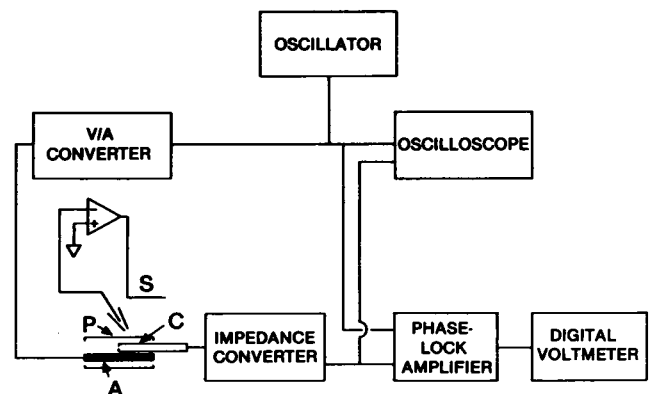 OSCILLATOR
V/A
CONVERTER
OSCILLOSCOPE
S
P
C
IMPEDANCE
CONVERTER
PHASE-
LOCK
AMPLIFIER
DIGITAL
VOLTMETER
A